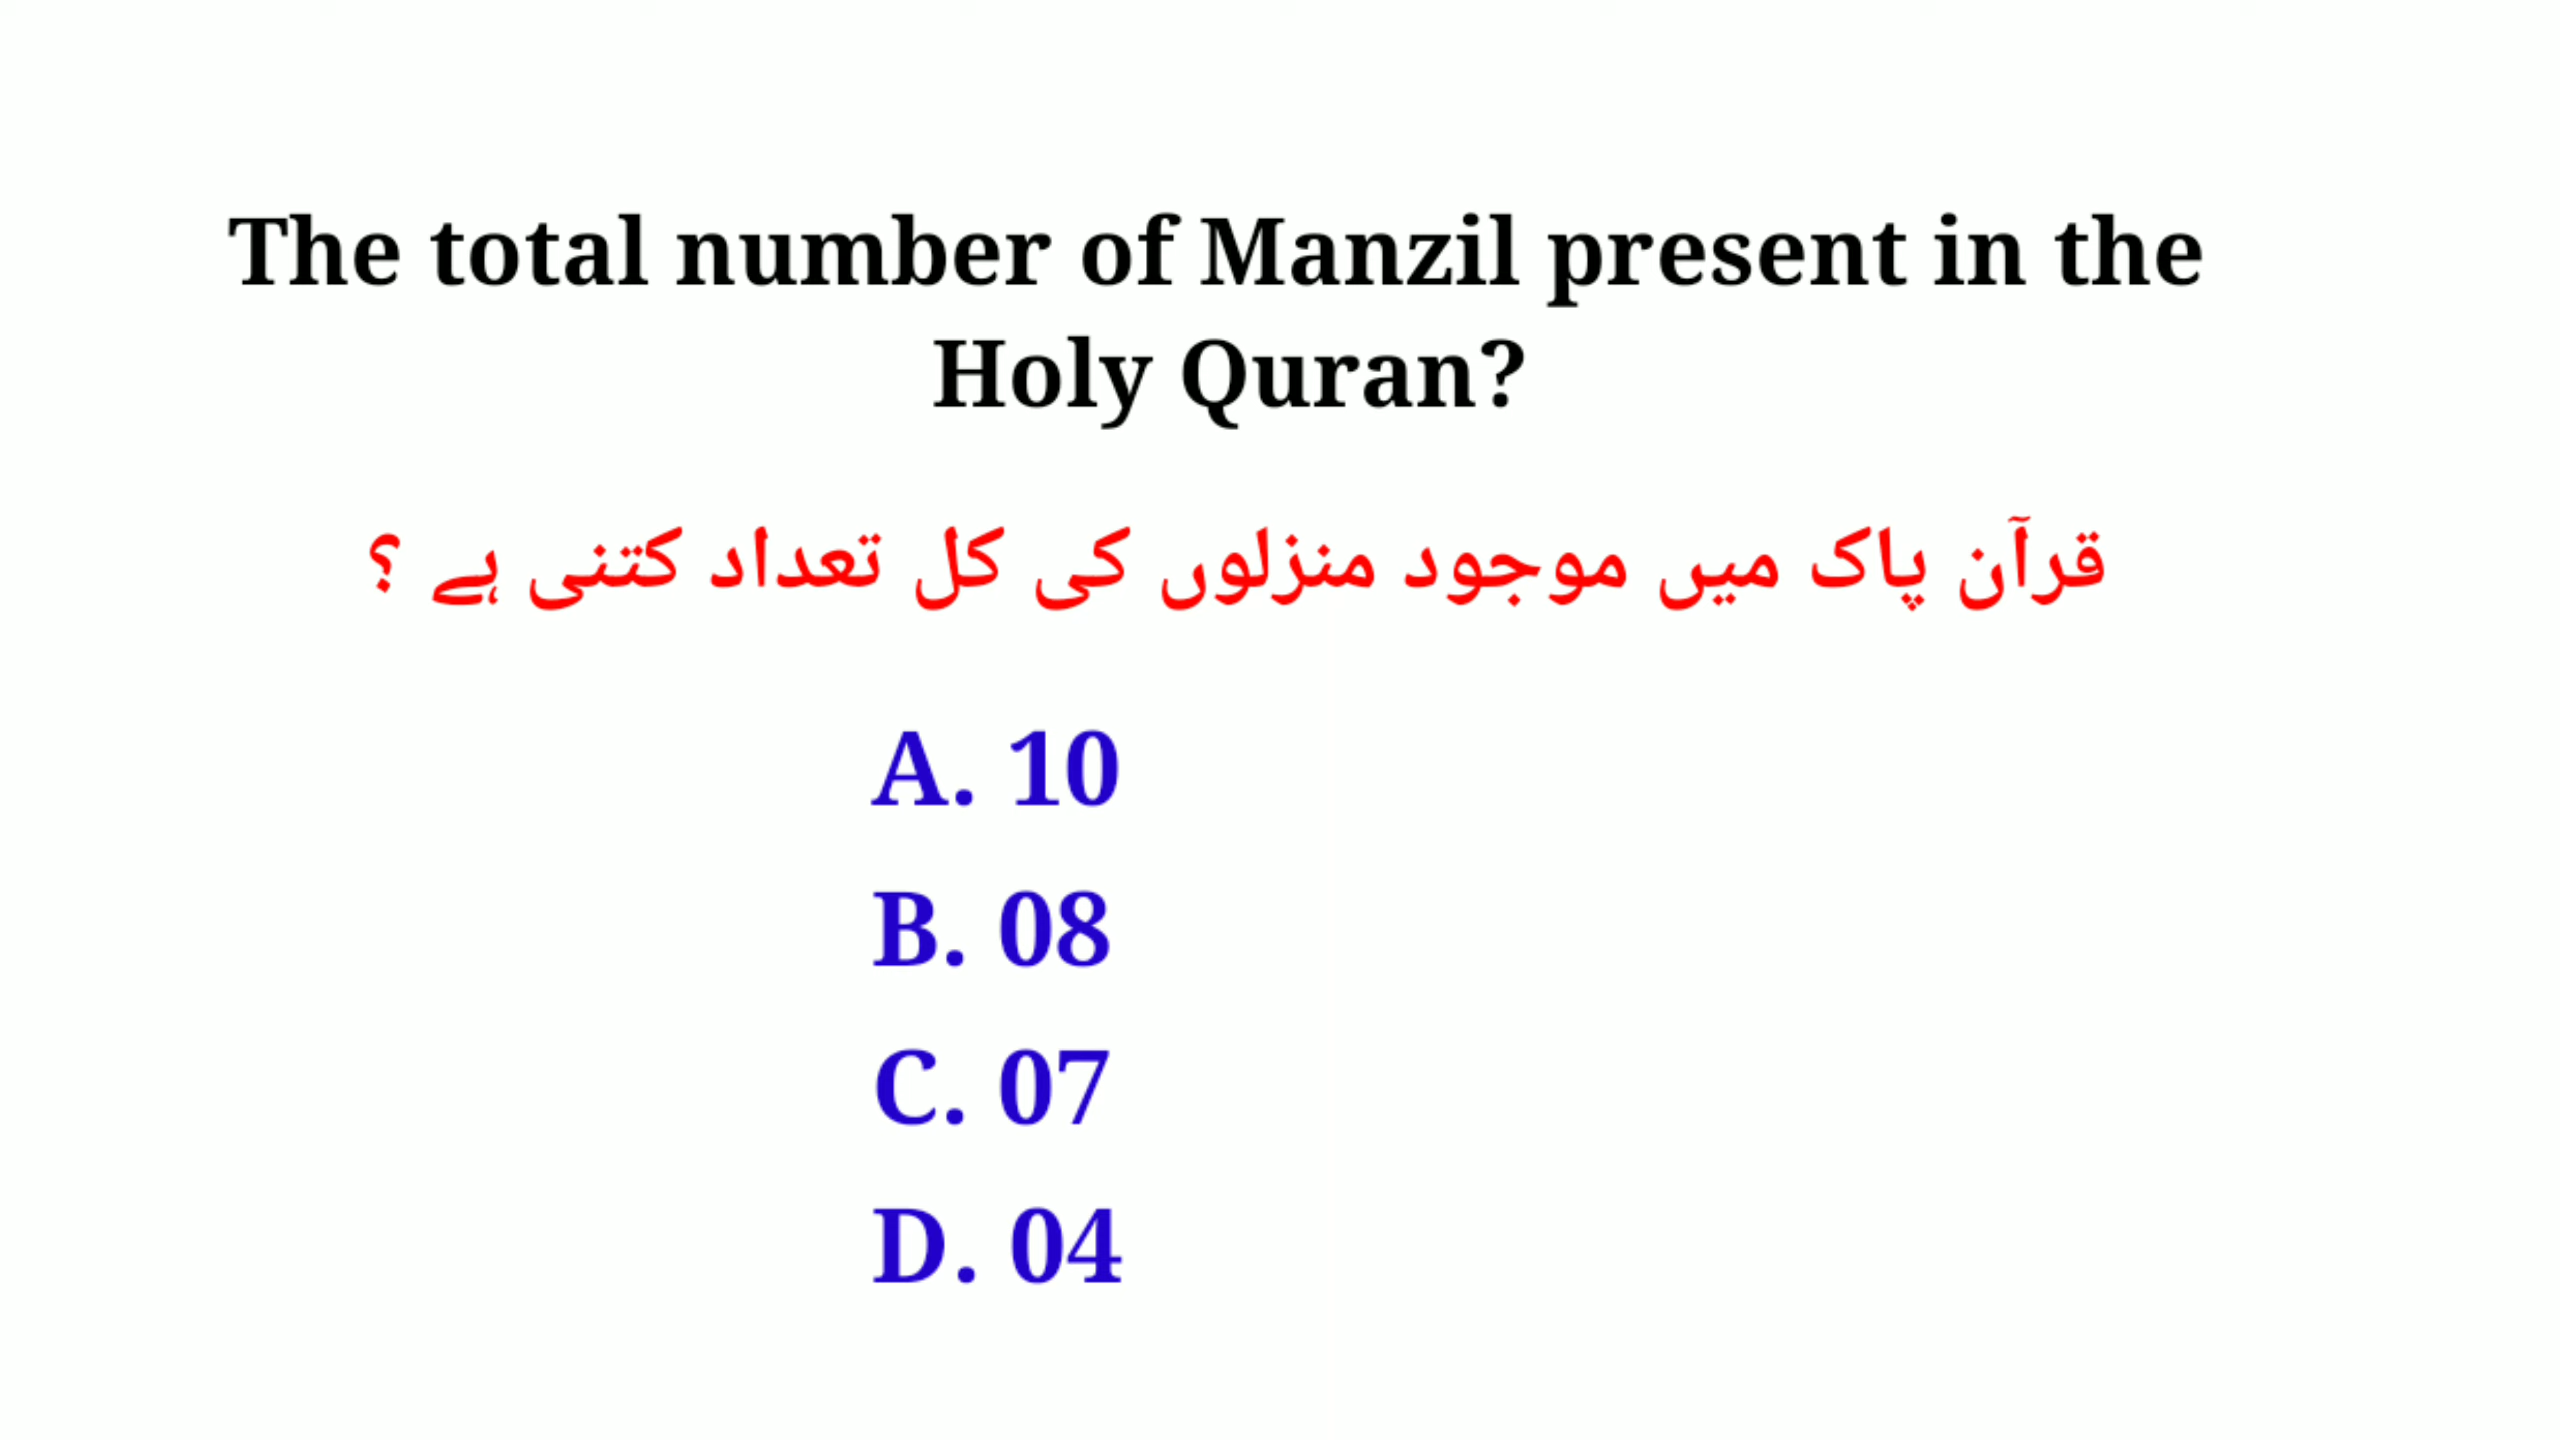 The total number of Manzil present in the
Holy Quran?
قرآن پاک میں موجود منزلوں کی کل تعداد کتنی ہے ؟
A. 10
B. 08
C. 07
D. 04